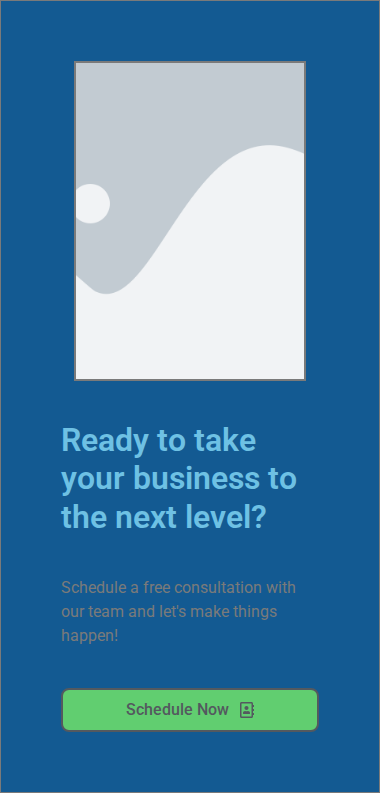 Ready to take
your business to
the next level?
Schedule a free consultation with
our team and let's make things
happen!
Schedule Now